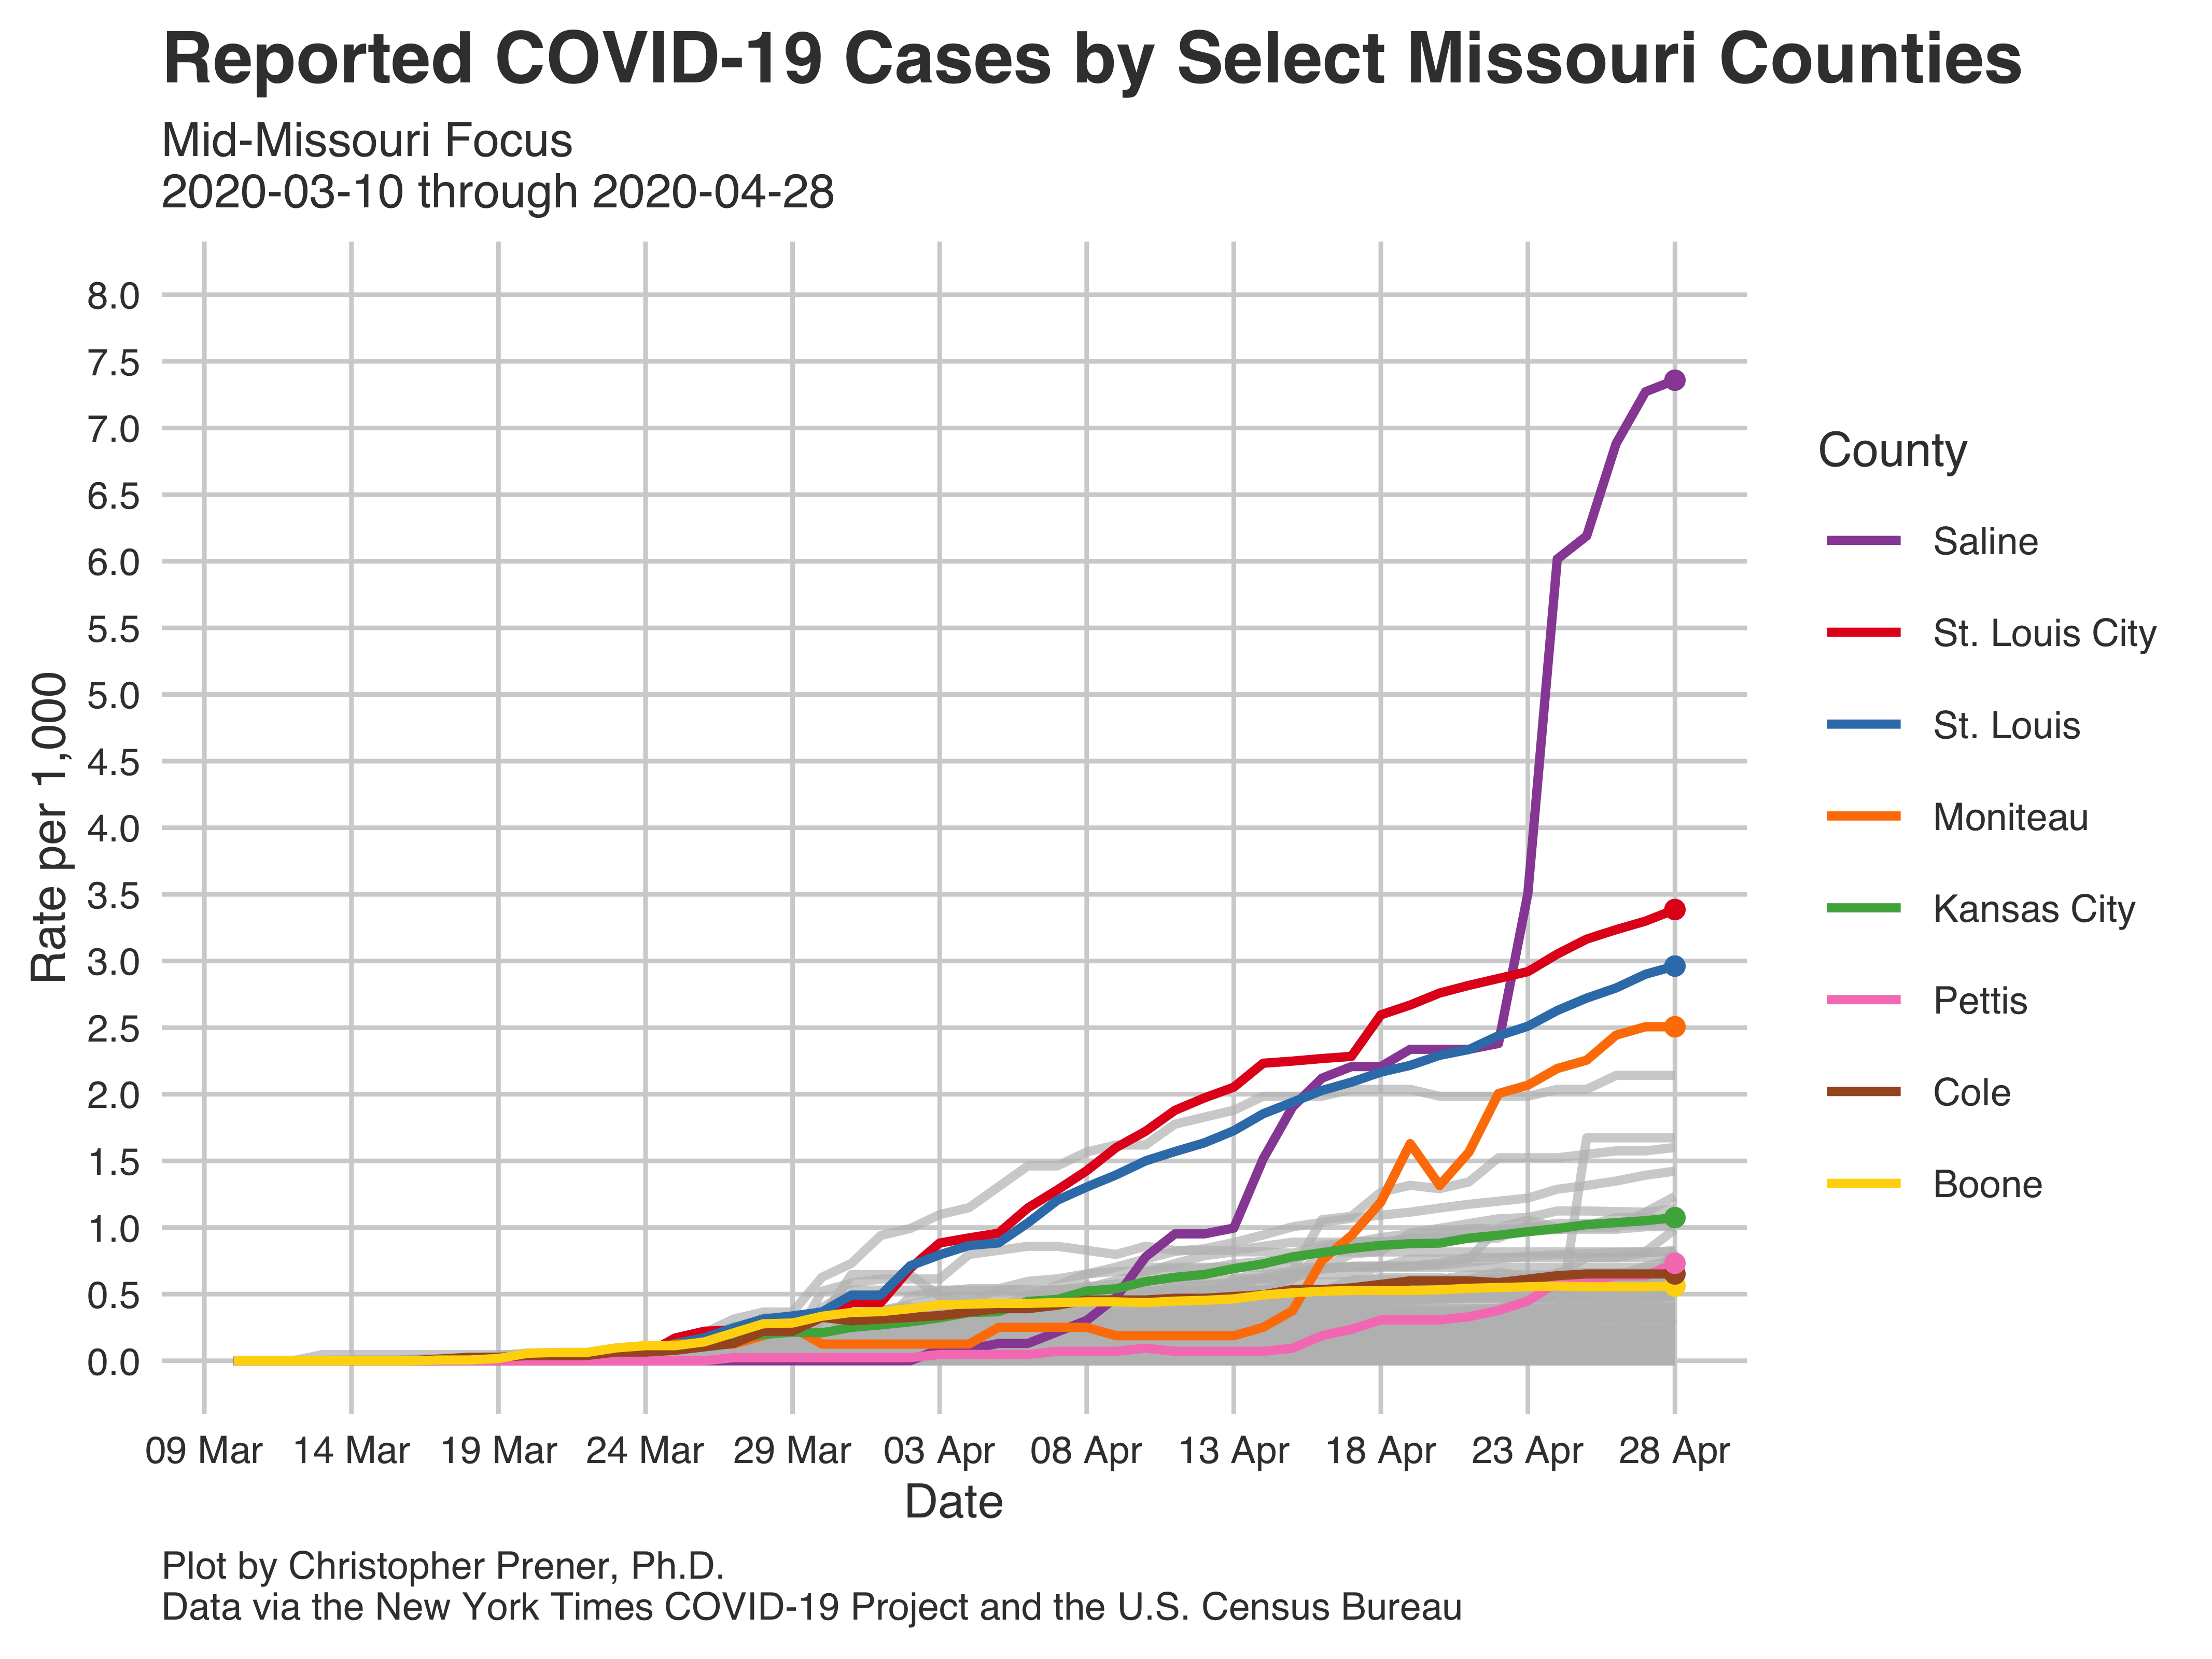 Reported COVID-19 Cases by Select Missouri Counties
Mid-Missouri Focus
2020-03-10 through 2020-04-28
8.0
7.5
7.0
6.5
6.0
5.5
5.0
4.5
4.0
3.5
3.0
2.5
2.0
1.5
1.0
0.5
0.0
Rate per 1,000
09 Mar 14 Mar 19 Mar 24 Mar 29 Mar 03 Apr 08 Apr 13 Apr 18 Apr 23 Apr 28 Apr
Date
County
Saline
St. Louis City
St. Louis
Moniteau
Kansas City
Pettis
Cole
Boone
Plot by Christopher Prener, Ph.D.
Data via the New York Times COVID-19 Project and the U.S. Census Bureau